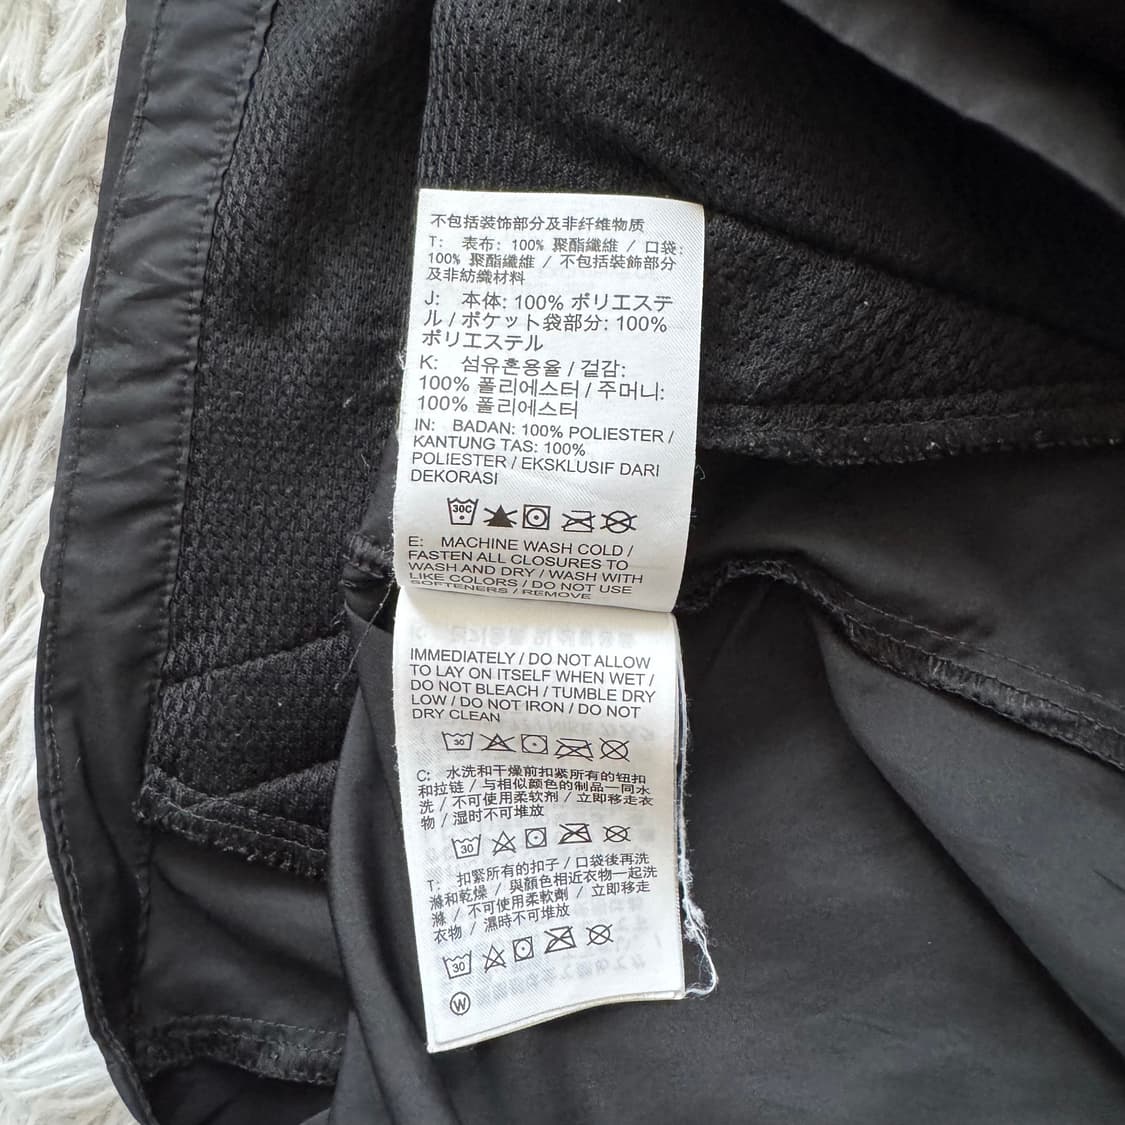 不包括装饰部分及非纤维物质
T: 表布: 100% 聚酯纖維 / 口袋:
100% 聚酯纖維 / 不包括裝飾部分
及非紡織材料
J: 本体: 100% ポリエステ
ル / ポケット袋部分: 100%
ポリエステル
K: 섬유혼용율 / 겉감:
100% 폴리에스터 / 주머니:
100% 폴리에스터
IN: BADAN: 100% POLIESTER /
KANTUNG TAS: 100%
POLIESTER / EKSKLUSIF DARI
DEKORASI
30C
E: MACHINE WASH COLD /
FASTEN ALL CLOSURES TO
WASH AND DRY / WASH WITH
LIKE COLORS / DO NOT USE
SOFTENERS / REMOVE
IMMEDIATELY / DO NOT ALLOW
TO LAY ON ITSELF WHEN WET /
DO NOT BLEACH / TUMBLE DRY
LOW / DO NOT IRON / DO NOT
DRY CLEAN
30
C: 水洗和干燥前扣紧所有的钮扣
和拉链 / 与相似颜色的制品一同水
洗 / 不可使用柔软剂 / 立即移走衣
物 / 湿时不可堆放
30
T: 扣緊所有的扣子 / 口袋後再洗
滌和乾燥 / 與顏色相近衣物一起洗
滌 / 不可使用柔軟劑 / 立即移走
衣物 / 濕時不可堆放
30
W